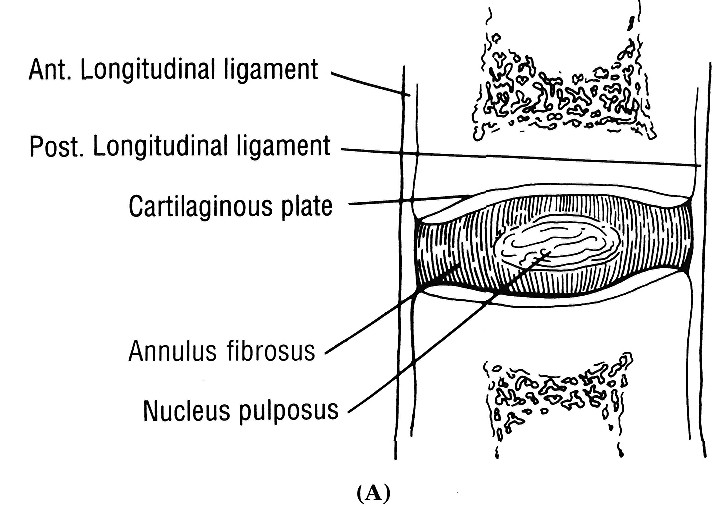 Ant. Longitudinal ligament
Post. Longitudinal ligament
Cartilaginous plate
Annulus fibrosus
Nucleus pulposus
(A)